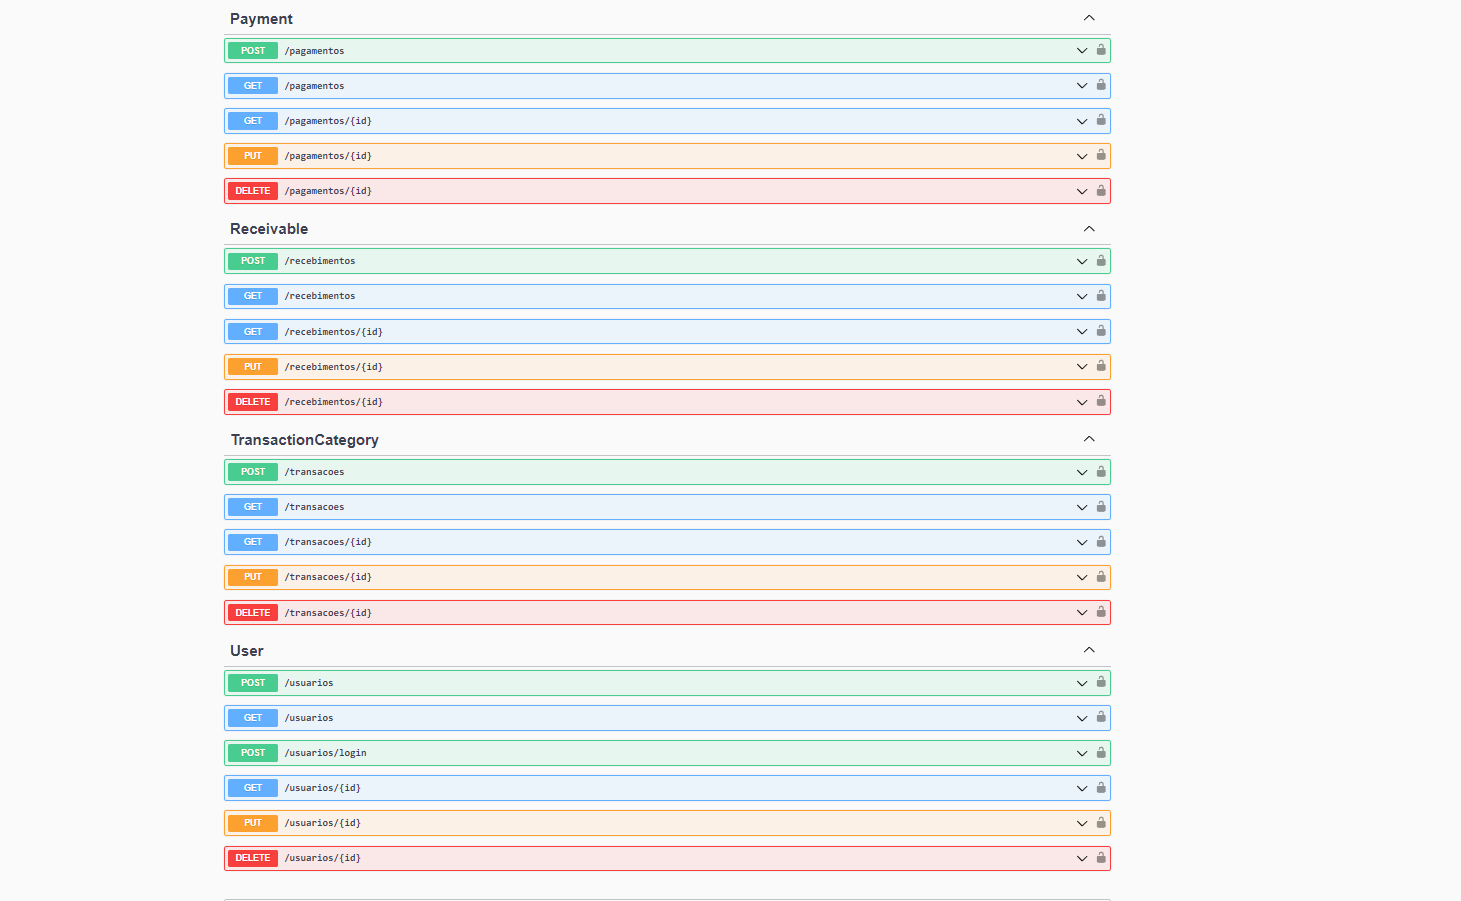 Payment
POST /pagamentos
GET /pagamentos
GET /pagamentos/{id}
PUT /pagamentos/{id}
DELETE /pagamentos/{id}
Receivable
POST /recebimentos
GET /recebimentos
GET /recebimentos/{id}
PUT /recebimentos/{id}
DELETE /recebimentos/{id}
TransactionCategory
POST /transacoes
GET /transacoes
GET /transacoes/{id}
PUT /transacoes/{id}
DELETE /transacoes/{id}
User
POST /usuarios
GET /usuarios
POST /usuarios/login
GET /usuarios/{id}
PUT /usuarios/{id}
DELETE /usuarios/{id}